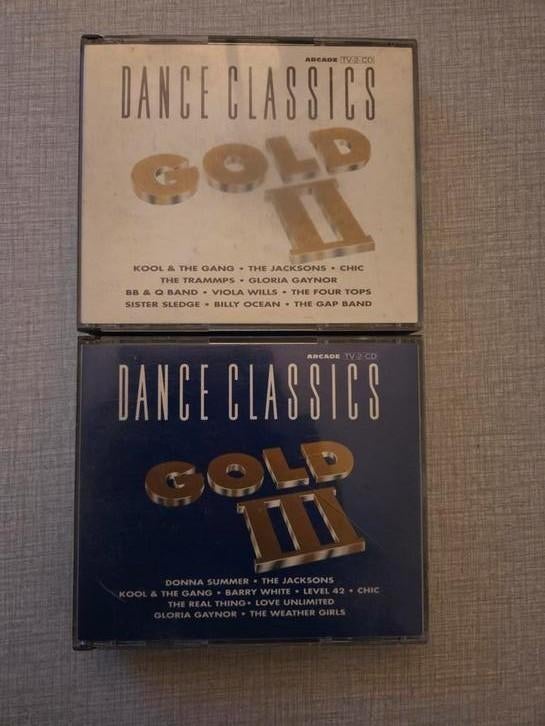 ARCADE TV-2-CD
DANCE CLASSICS
GOLD
II
KOOL & THE GANG • THE JACKSONS • CHIC
THE TRAMMPS • GLORIA GAYNOR
BB & Q BAND • VIOLA WILLS • THE FOUR TOPS
SISTER SLEDGE • BILLY OCEAN • THE GAP BAND
ARCADE TV-2-CD
DANCE CLASSICS
GOLD
III
DONNA SUMMER • THE JACKSONS
KOOL & THE GANG • BARRY WHITE • LEVEL 42 • CHIC
THE REAL THING • LOVE UNLIMITED
GLORIA GAYNOR • THE WEATHER GIRLS